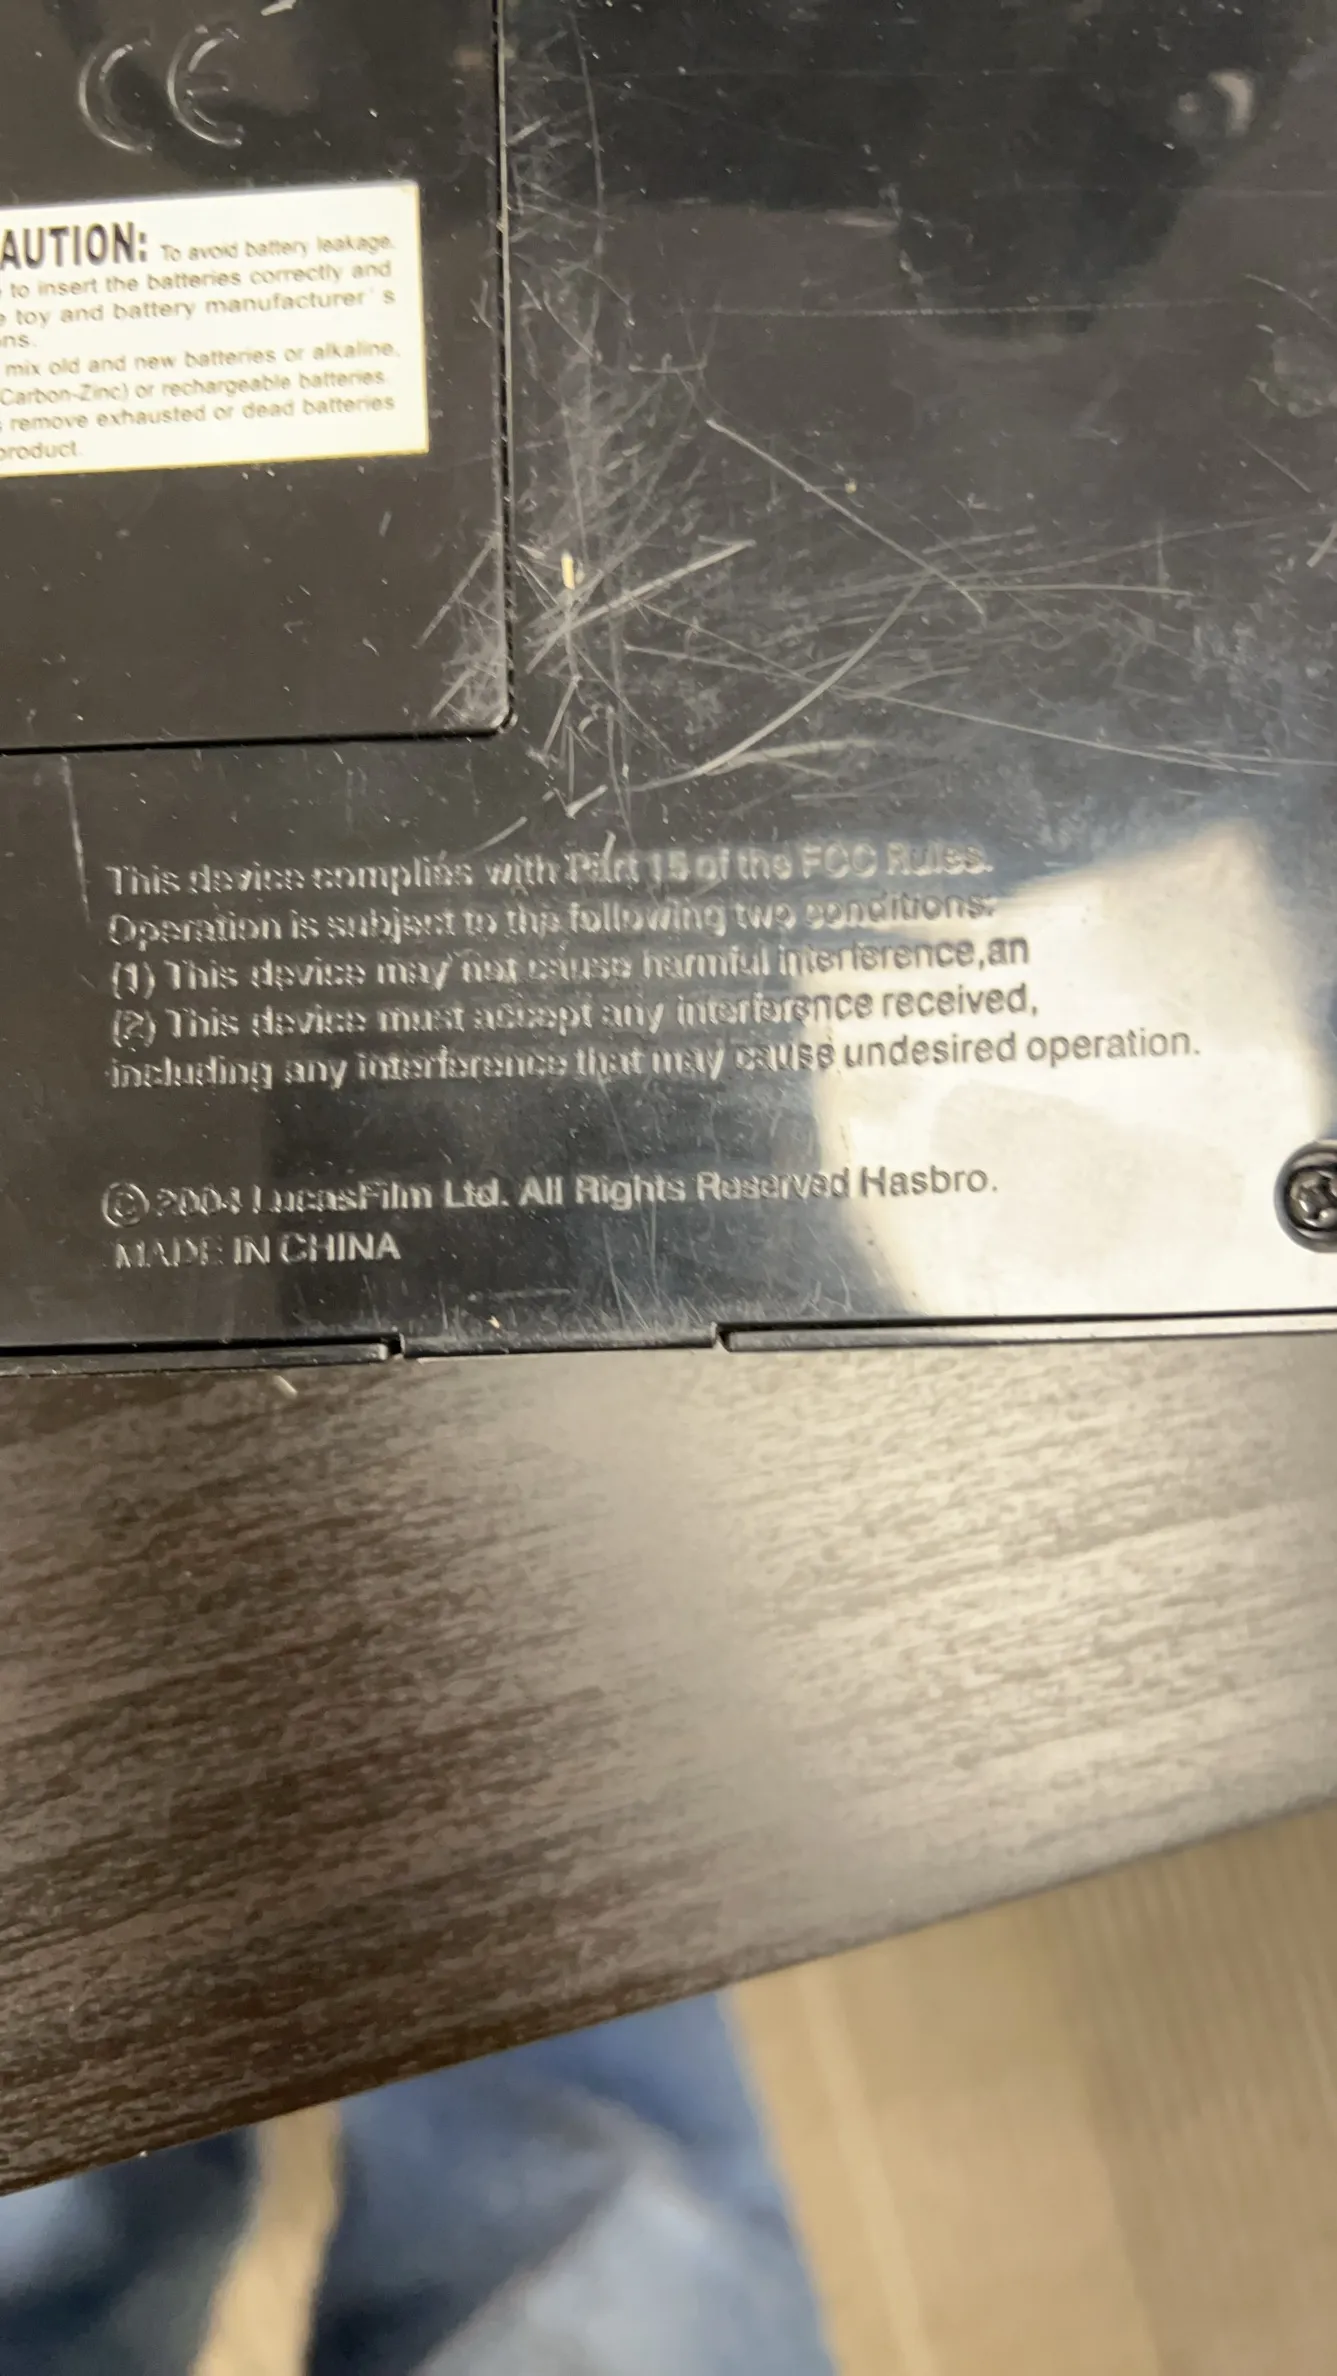 CE
AUTION: To avoid battery leakage,
to insert the batteries correctly and
toy and battery manufacturer's
ns.
mix old and new batteries or alkaline,
Carbon-Zinc) or rechargeable batteries.
remove exhausted or dead batteries
product.
This device complies with Part 15 of the FCC Rules.
Operation is subject to the following two conditions:
(1) This device may not cause harmful interference,an
(2) This device must accept any interference received,
including any interference that may cause undesired operation.
© 2004 LucasFilm Ltd. All Rights Reserved Hasbro.
MADE IN CHINA